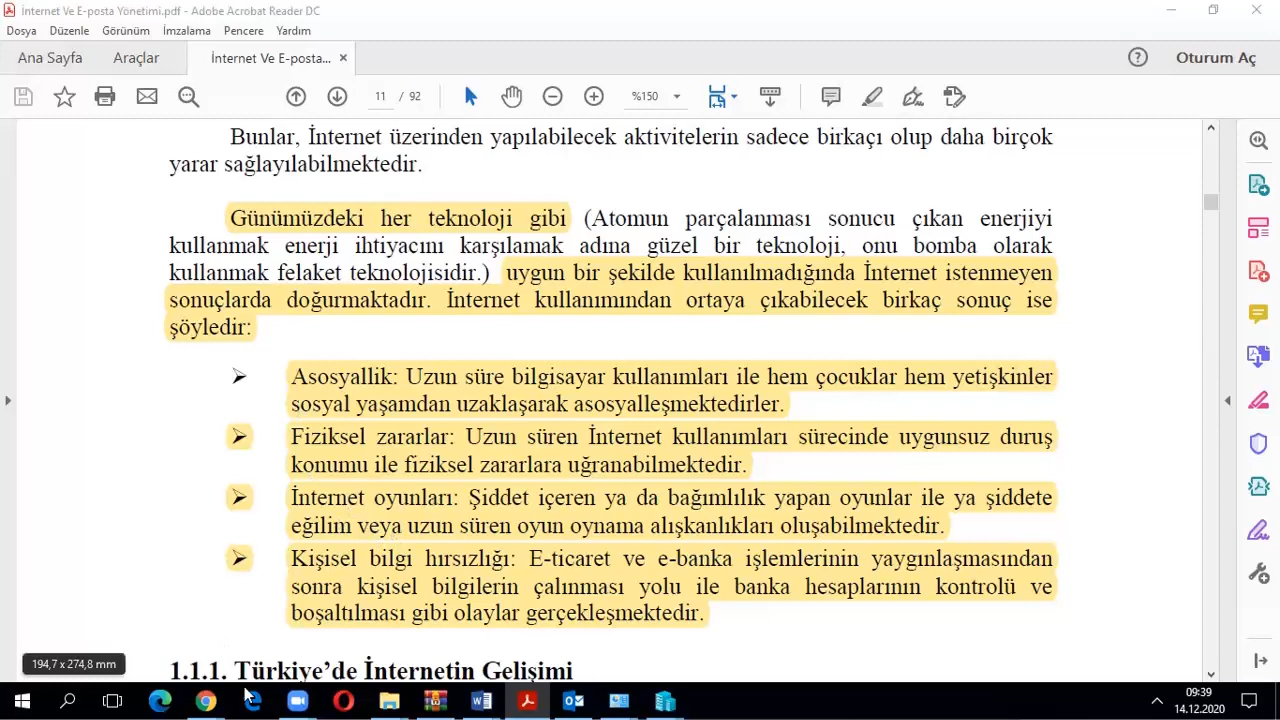 İnternet Ve E-posta Yönetimi.pdf - Adobe Acrobat Reader DC
Dosya Düzenle Görünüm İmzalama Pencere Yardım
Ana Sayfa Araçlar İnternet Ve E-posta... × Oturum Aç
11 / 92 %150
Bunlar, İnternet üzerinden yapılabilecek aktivitelerin sadece birkaçı olup daha birçok
yarar sağlayılabilmektedir.
Günümüzdeki her teknoloji gibi (Atomun parçalanması sonucu çıkan enerjiyi
kullanmak enerji ihtiyacını karşılamak adına güzel bir teknoloji, onu bomba olarak
kullanmak felaket teknolojisidir.) uygun bir şekilde kullanılmadığında İnternet istenmeyen
sonuçlarda doğurmaktadır. İnternet kullanımından ortaya çıkabilecek birkaç sonuç ise
şöyledir:
➢ Asosyallik: Uzun süre bilgisayar kullanımları ile hem çocuklar hem yetişkinler
sosyal yaşamdan uzaklaşarak asosyalleşmektedirler.
➢ Fiziksel zararlar: Uzun süren İnternet kullanımları sürecinde uygunsuz duruş
konumu ile fiziksel zararlara uğranabilmektedir.
➢ İnternet oyunları: Şiddet içeren ya da bağımlılık yapan oyunlar ile ya şiddete
eğilim veya uzun süren oyun oynama alışkanlıkları oluşabilmektedir.
➢ Kişisel bilgi hırsızlığı: E-ticaret ve e-banka işlemlerinin yaygınlaşmasından
sonra kişisel bilgilerin çalınması yolu ile banka hesaplarının kontrolü ve
boşaltılması gibi olaylar gerçekleşmektedir.
194,7 x 274,8 mm
1.1.1. Türkiye’de İnternetin Gelişimi
09:39
14.12.2020